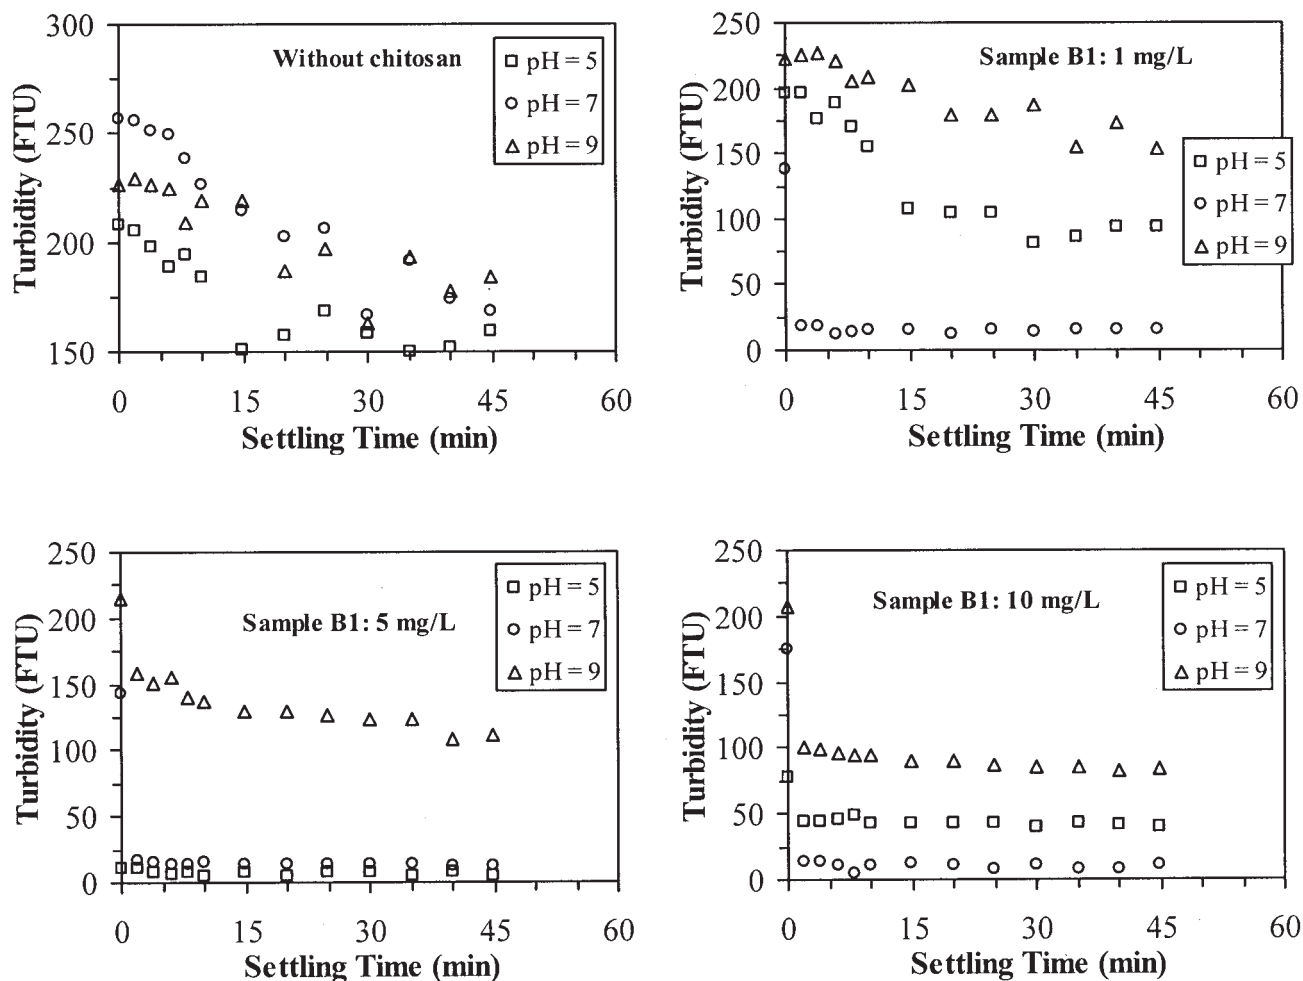 300
250
200
150
Turbidity (FTU)
Without chitosan
pH = 5
pH = 7
pH = 9
0 15 30 45 60
Settling Time (min)
250
200
150
100
50
0
Turbidity (FTU)
Sample B1: 1 mg/L
pH = 5
pH = 7
pH = 9
0 15 30 45 60
Settling Time (min)
250
200
150
100
50
0
Turbidity (FTU)
Sample B1: 5 mg/L
pH = 5
pH = 7
pH = 9
0 15 30 45 60
Settling Time (min)
250
200
150
100
50
0
Turbidity (FTU)
Sample B1: 10 mg/L
pH = 5
pH = 7
pH = 9
0 15 30 45 60
Settling Time (min)